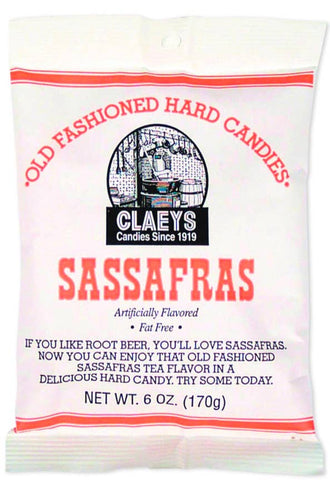 •OLD FASHIONED HARD CANDIES•
CLAEYS
Candies Since 1919
SASSAFRAS
Artificially Flavored
• Fat Free •
IF YOU LIKE ROOT BEER, YOU'LL LOVE SASSAFRAS.
NOW YOU CAN ENJOY THAT OLD FASHIONED
SASSAFRAS TEA FLAVOR IN A
DELICIOUS HARD CANDY. TRY SOME TODAY.
NET WT. 6 OZ. (170g)